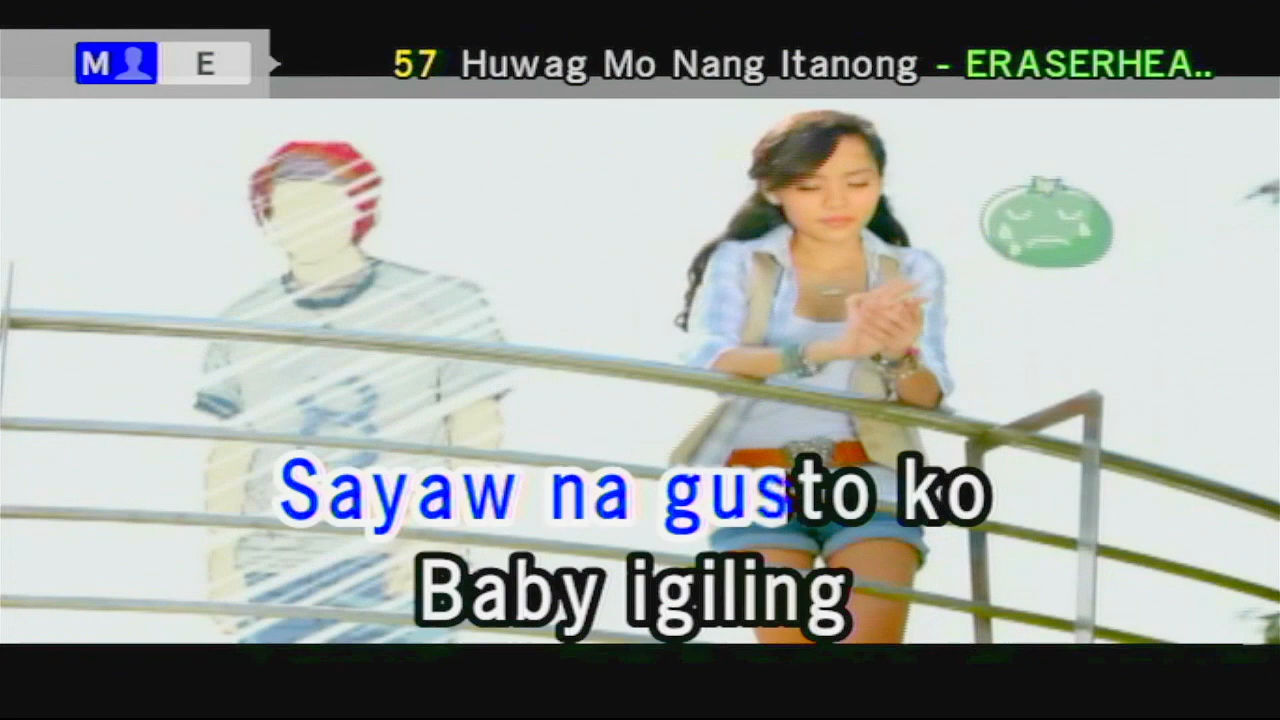 M E
57 Huwag Mo Nang Itanong - ERASERHEA..
Sayaw na gusto ko
Baby igiling